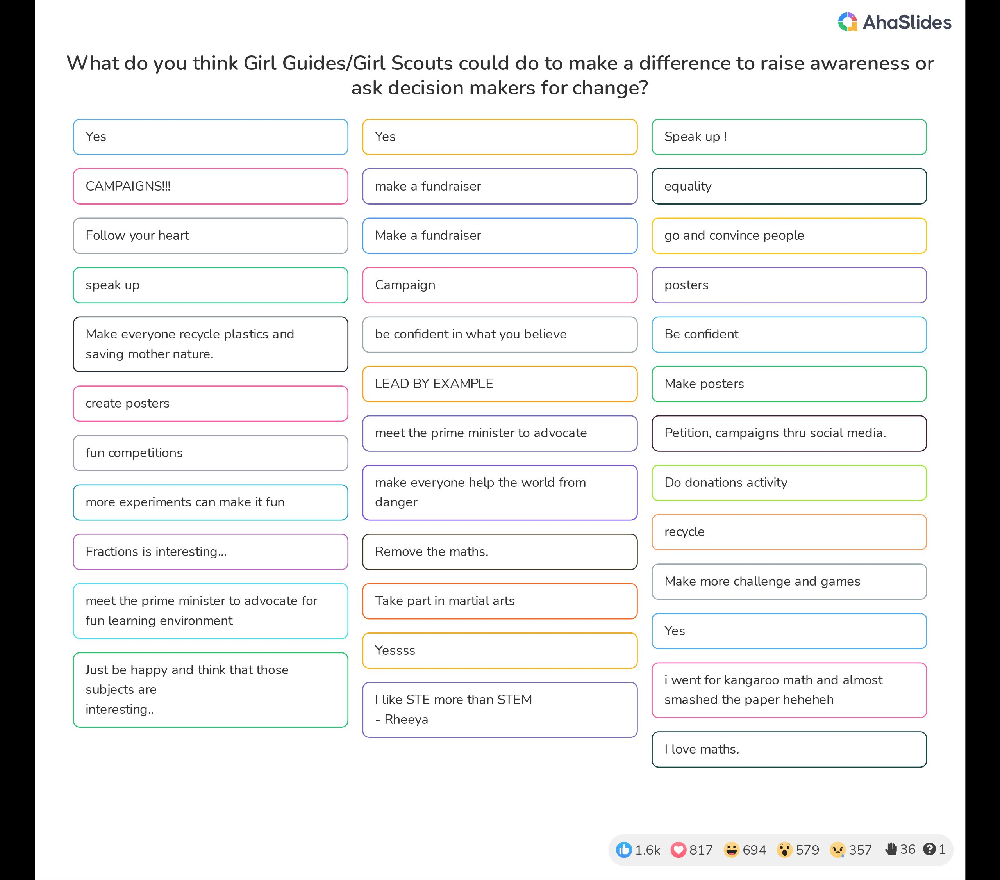 AhaSlides
What do you think Girl Guides/Girl Scouts could do to make a difference to raise awareness or
ask decision makers for change?
Yes
CAMPAIGNS!!!
Follow your heart
speak up
Make everyone recycle plastics and
saving mother nature.
create posters
fun competitions
more experiments can make it fun
Fractions is interesting...
meet the prime minister to advocate for
fun learning environment
Just be happy and think that those
subjects are
interesting..
Yes
make a fundraiser
Make a fundraiser
Campaign
be confident in what you believe
LEAD BY EXAMPLE
meet the prime minister to advocate
make everyone help the world from
danger
Remove the maths.
Take part in martial arts
Yessss
I like STE more than STEM
- Rheeya
Speak up !
equality
go and convince people
posters
Be confident
Make posters
Petition, campaigns thru social media.
Do donations activity
recycle
Make more challenge and games
Yes
i went for kangaroo math and almost
smashed the paper heheheh
I love maths.
1.6k 817 694 579 357 36 ? 1